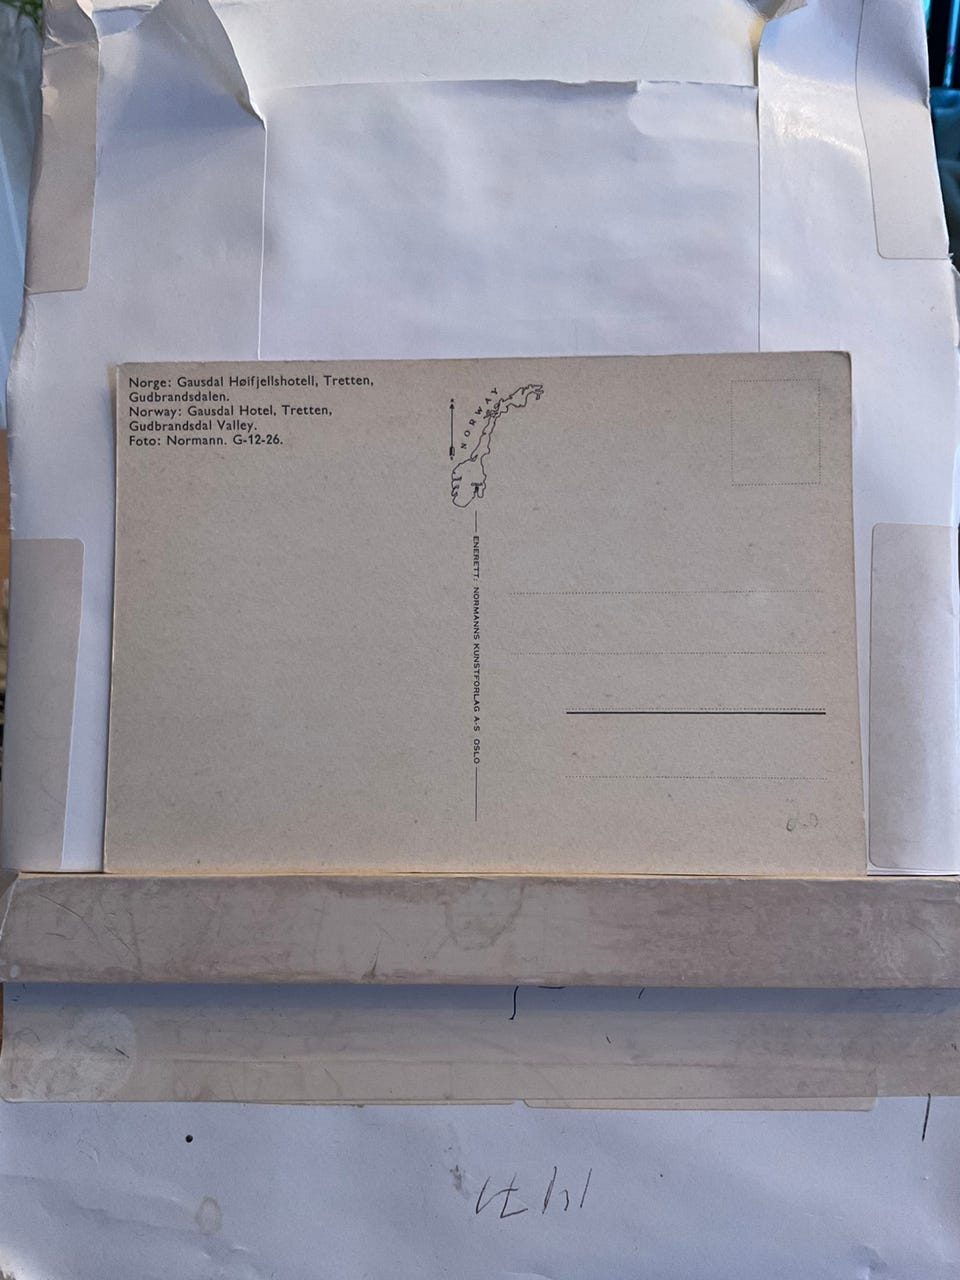 Norge: Gausdal Høifjellshotell, Tretten,
Gudbrandsdalen.
Norway: Gausdal Hotel, Tretten,
Gudbrandsdal Valley.
Foto: Normann. G-12-26.
NORWAY
ENERETT: NORMANNS KUNSTFORLAG A·S OSLO